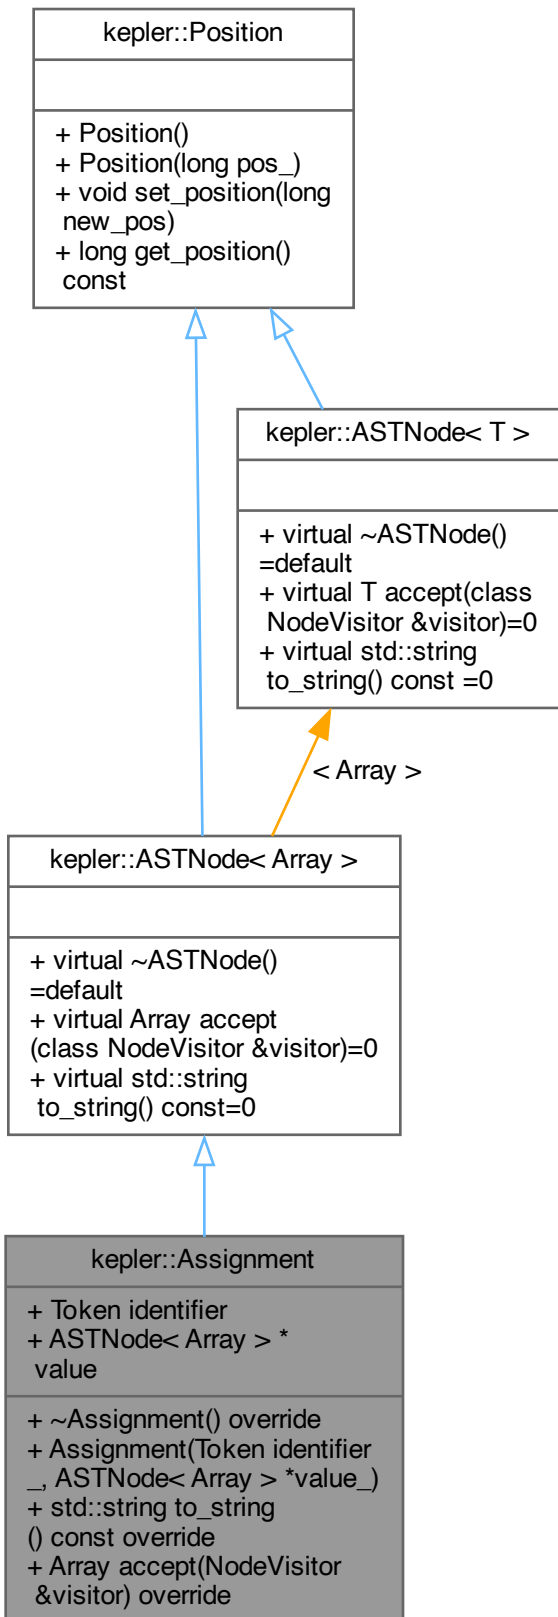 kepler::Position
+ Position()
+ Position(long pos_)
+ void set_position(long
new_pos)
+ long get_position()
const
kepler::ASTNode< T >
+ virtual ~ASTNode()
=default
+ virtual T accept(class
NodeVisitor &visitor)=0
+ virtual std::string
to_string() const =0
< Array >
kepler::ASTNode< Array >
+ virtual ~ASTNode()
=default
+ virtual Array accept
(class NodeVisitor &visitor)=0
+ virtual std::string
to_string() const=0
kepler::Assignment
+ Token identifier
+ ASTNode< Array > *
value
+ ~Assignment() override
+ Assignment(Token identifier
_, ASTNode< Array > *value_)
+ std::string to_string
() const override
+ Array accept(NodeVisitor
&visitor) override